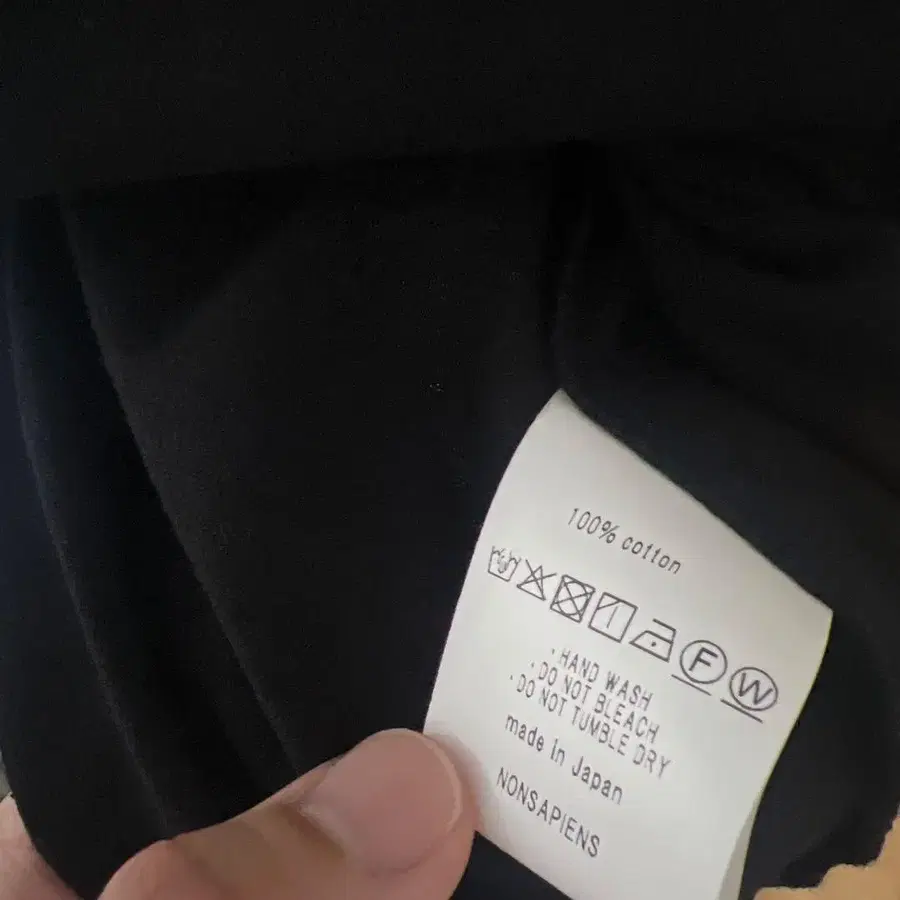 100% cotton
F W
· HAND WASH
· DO NOT BLEACH
· DO NOT TUMBLE DRY
made in Japan
NONSAPIENS